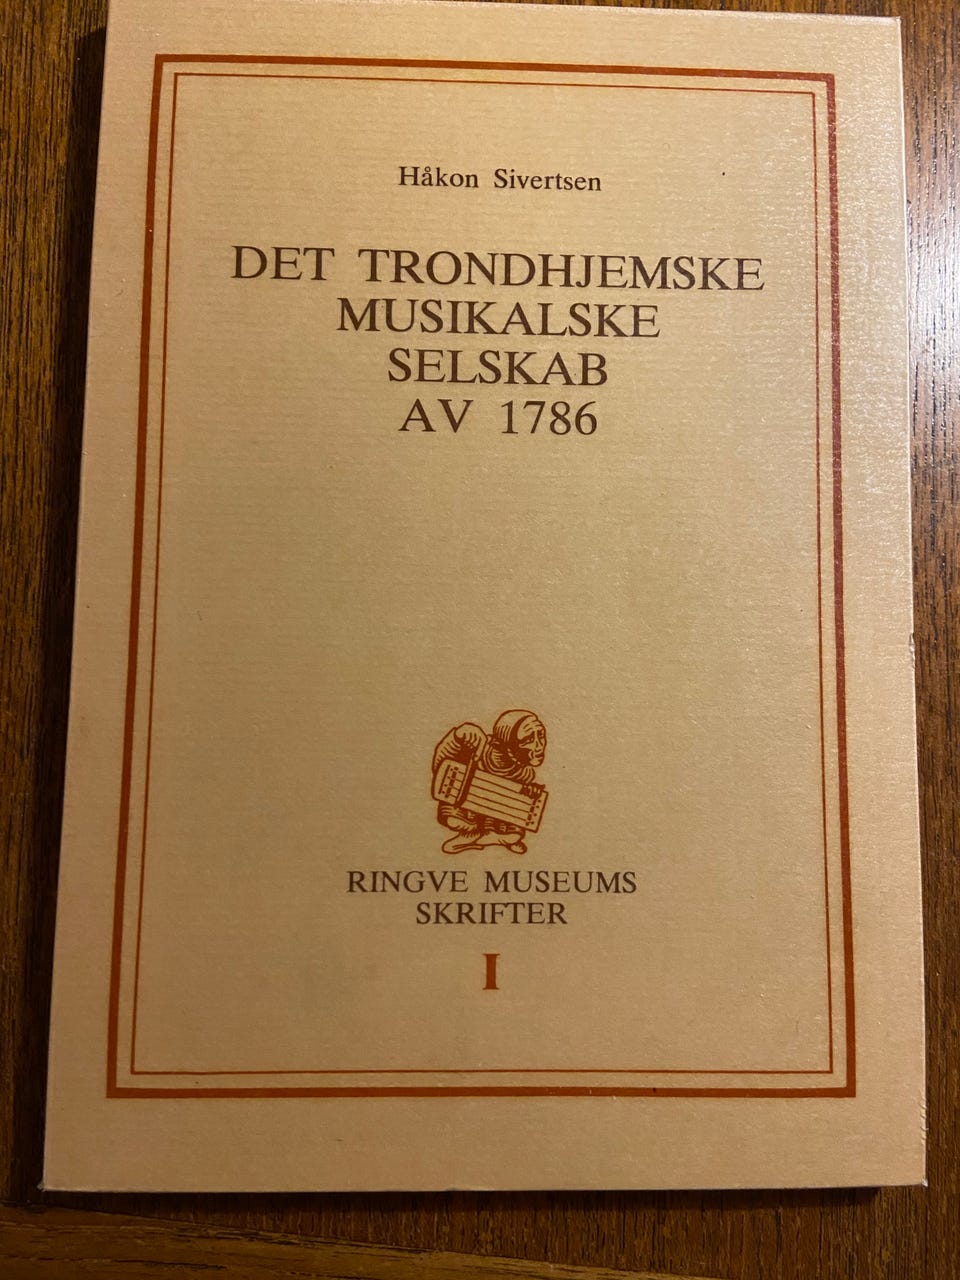 Håkon Sivertsen
DET TRONDHJEMSKE
MUSIKALSKE
SELSKAB
AV 1786
RINGVE MUSEUMS
SKRIFTER
I